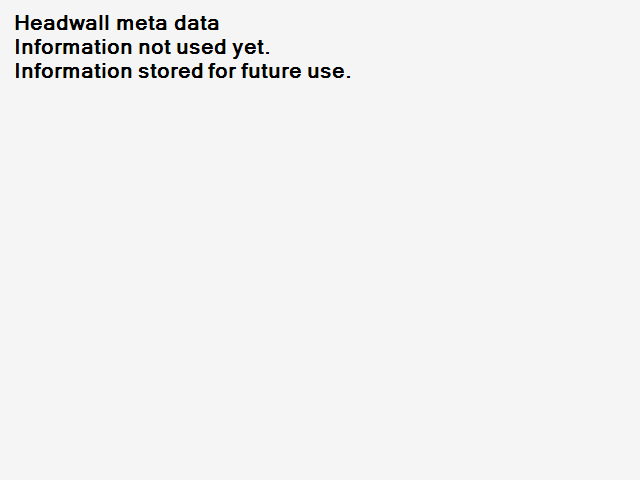 Headwall meta data
Information not used yet.
Information stored for future use.